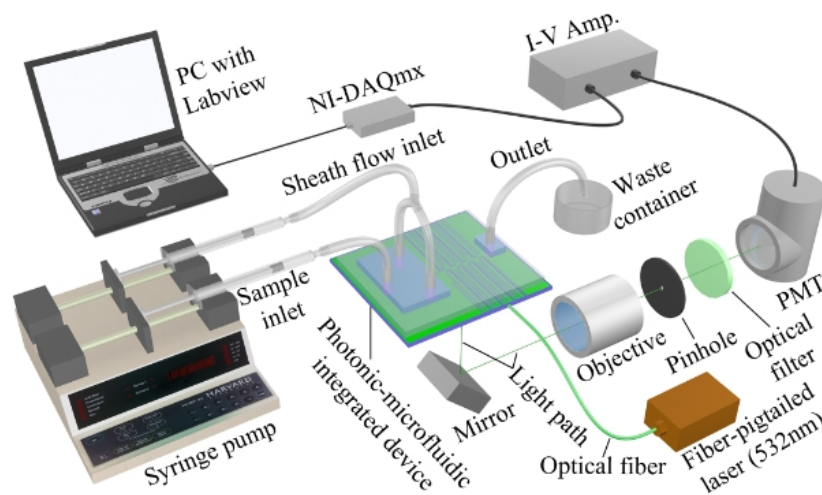 I-V Amp.
PC with
Labview
NI-DAQmx
Sheath flow inlet
Outlet
Waste
container
Sample
inlet
PMT
Optical
filter
Pinhole
Objective
Light path
Mirror
Photonic-microfluidic
integrated device
HARVARD
Syringe pump
Optical fiber
Fiber-pigtailed
laser (532nm)